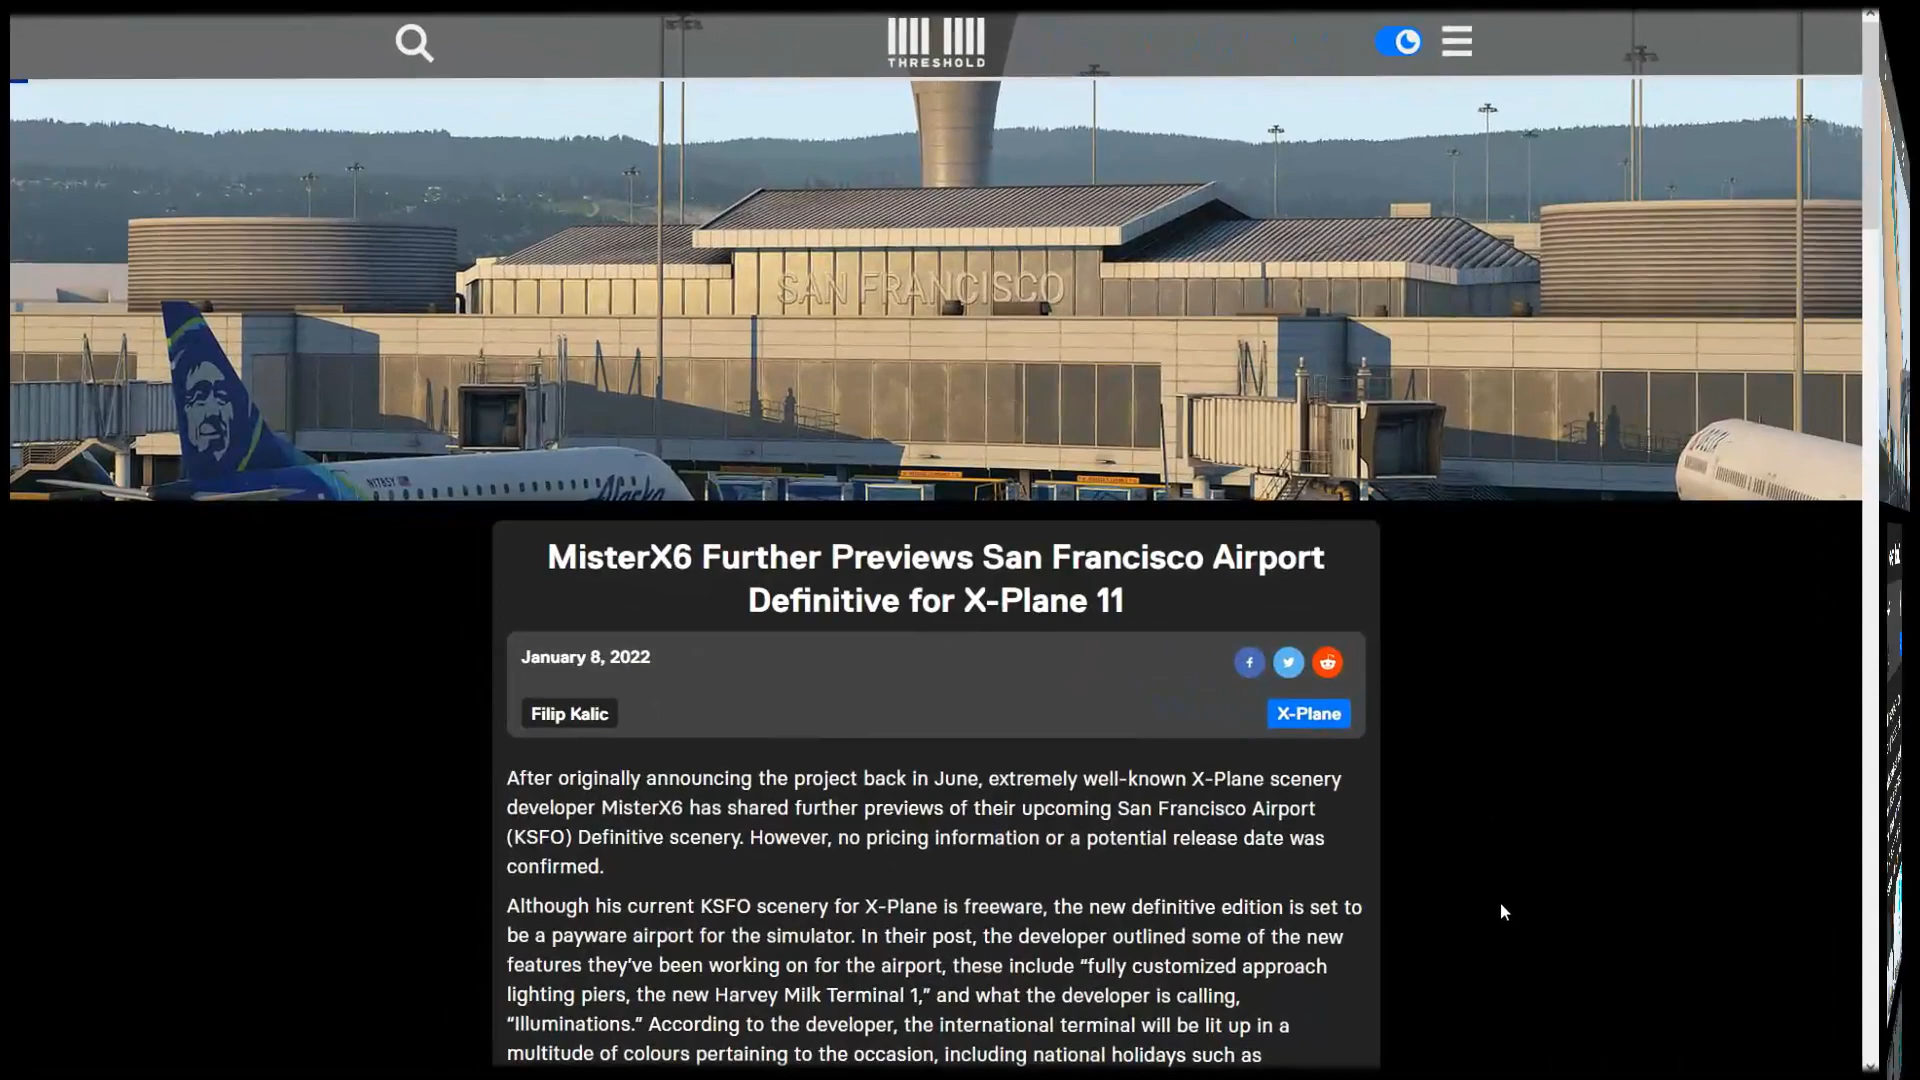 THRESHOLD
SAN FRANCISCO
N178SY
Alaska
MisterX6 Further Previews San Francisco Airport
Definitive for X-Plane 11
January 8, 2022
Filip Kalic
X-Plane
After originally announcing the project back in June, extremely well-known X-Plane scenery
developer MisterX6 has shared further previews of their upcoming San Francisco Airport
(KSFO) Definitive scenery. However, no pricing information or a potential release date was
confirmed.
Although his current KSFO scenery for X-Plane is freeware, the new definitive edition is set to
be a payware airport for the simulator. In their post, the developer outlined some of the new
features they’ve been working on for the airport, these include “fully customized approach
lighting piers, the new Harvey Milk Terminal 1,” and what the developer is calling,
“Illuminations.” According to the developer, the international terminal will be lit up in a
multitude of colours pertaining to the occasion, including national holidays such as